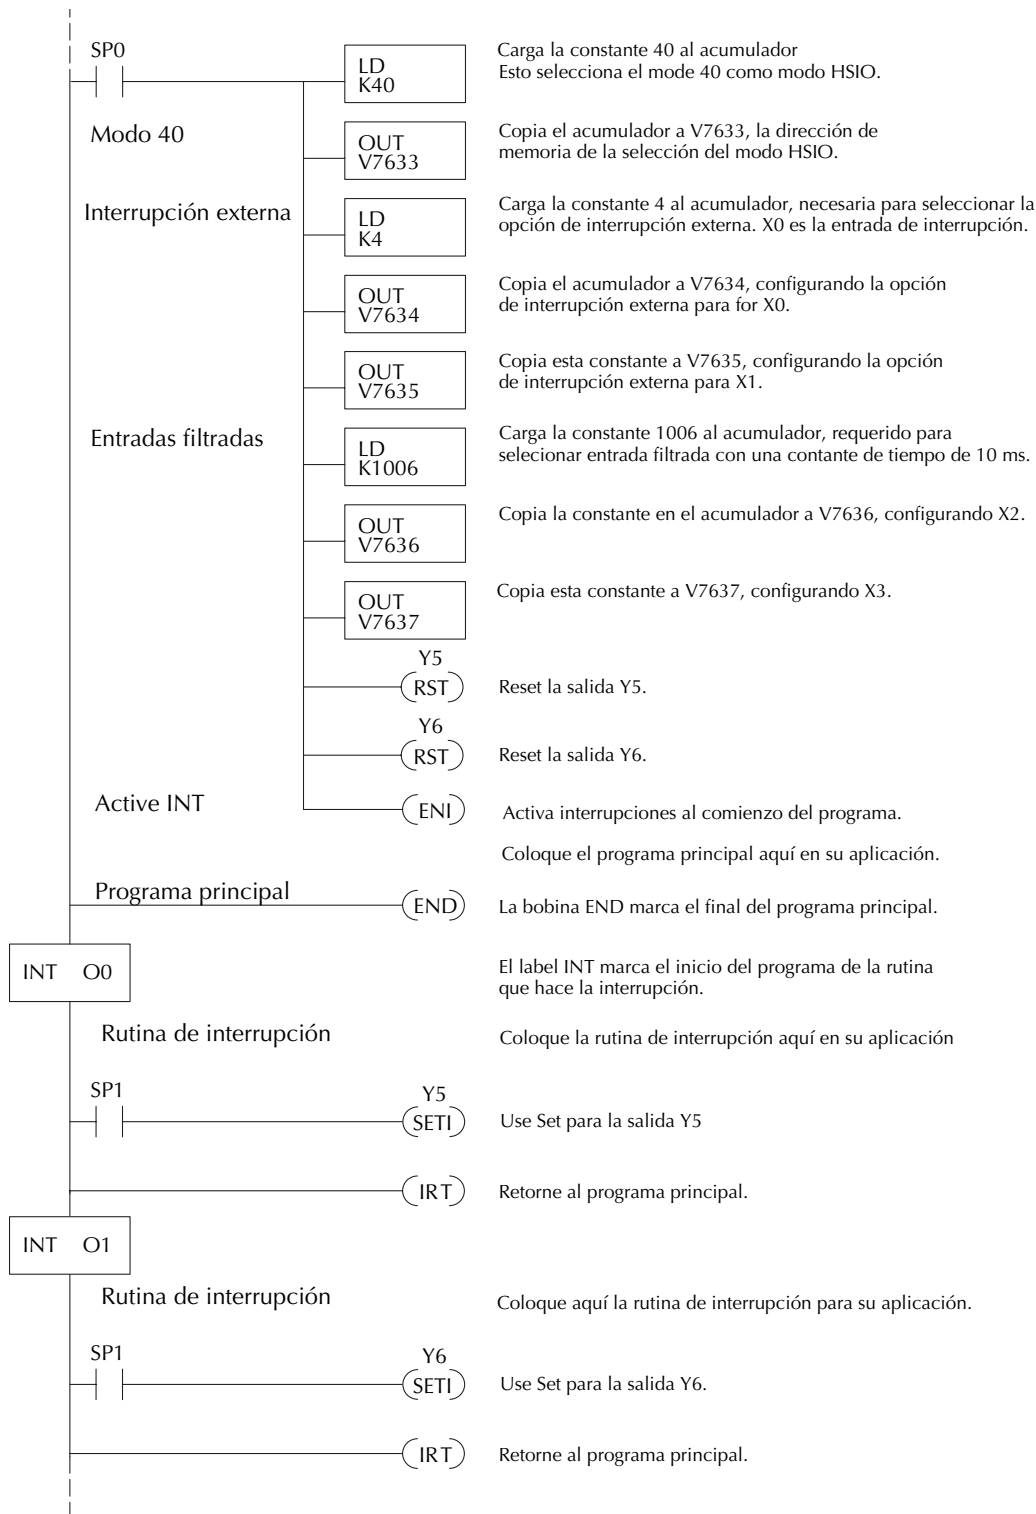 SP0
LD
K40
Carga la constante 40 al acumulador
Esto selecciona el mode 40 como modo HSIO.
Modo 40
OUT
V7633
Copia el acumulador a V7633, la dirección de
memoria de la selección del modo HSIO.
Interrupción externa
LD
K4
Carga la constante 4 al acumulador, necesaria para seleccionar la
opción de interrupción externa. X0 es la entrada de interrupción.
OUT
V7634
Copia el acumulador a V7634, configurando la opción
de interrupción externa para for X0.
OUT
V7635
Copia esta constante a V7635, configurando la opción
de interrupción externa para X1.
Entradas filtradas
LD
K1006
Carga la constante 1006 al acumulador, requerido para
selecionar entrada filtrada con una contante de tiempo de 10 ms.
OUT
V7636
Copia la constante en el acumulador a V7636, configurando X2.
OUT
V7637
Copia esta constante a V7637, configurando X3.
Y5
RST
Reset la salida Y5.
Y6
RST
Reset la salida Y6.
Active INT
ENI
Activa interrupciones al comienzo del programa.
Coloque el programa principal aquí en su aplicación.
Programa principal
END
La bobina END marca el final del programa principal.
INT O0
El label INT marca el inicio del programa de la rutina
que hace la interrupción.
Rutina de interrupción
Coloque la rutina de interrupción aquí en su aplicación
SP1
Y5
SETI
Use Set para la salida Y5
IRT
Retorne al programa principal.
INT O1
Rutina de interrupción
Coloque aquí la rutina de interrupción para su aplicación.
SP1
Y6
SETI
Use Set para la salida Y6.
IRT
Retorne al programa principal.